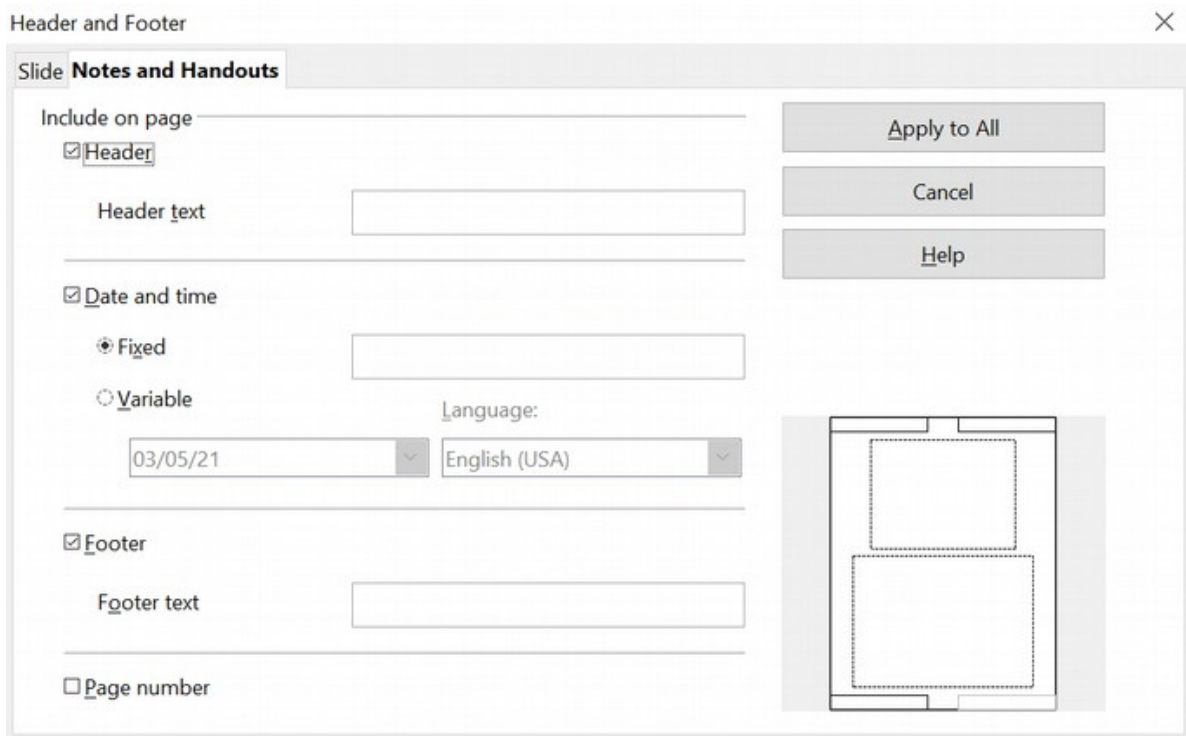 Header and Footer
Slide Notes and Handouts
Include on page
Header
Header text
Date and time
Fixed
Variable
Language:
03/05/21 English (USA)
Footer
Footer text
Page number
Apply to All
Cancel
Help